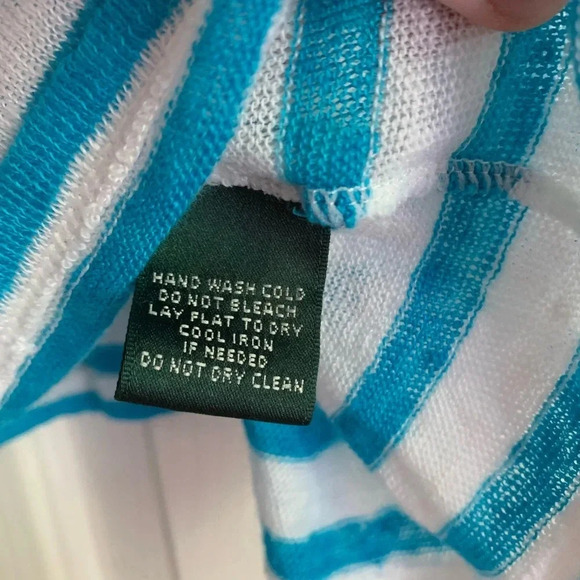 HAND WASH COLD
DO NOT BLEACH
LAY FLAT TO DRY
COOL IRON
IF NEEDED
DO NOT DRY CLEAN